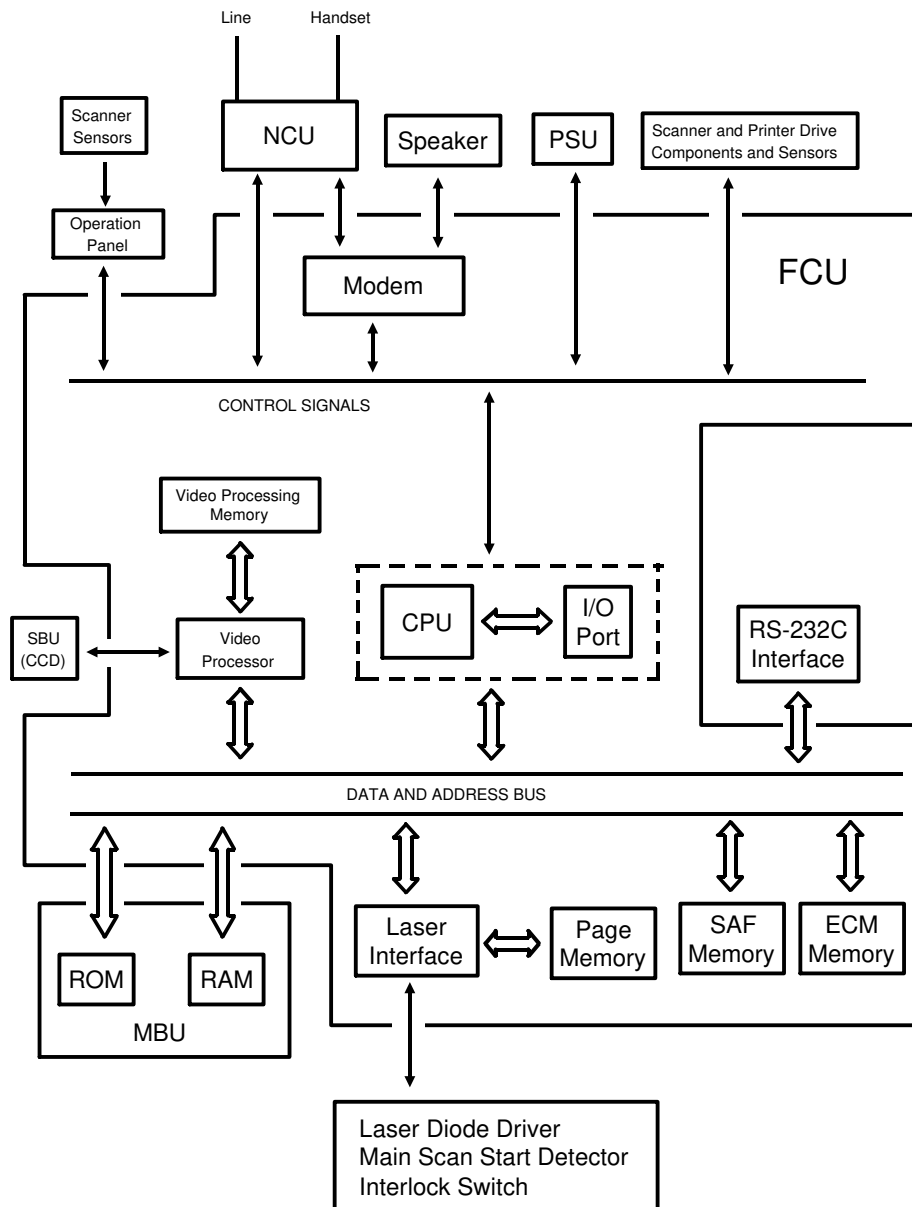 Line
Handset
Scanner
Sensors
NCU
Speaker
PSU
Scanner and Printer Drive
Components and Sensors
Operation
Panel
Modem
FCU
CONTROL SIGNALS
Video Processing
Memory
CPU
I/O
Port
SBU
(CCD)
Video
Processor
RS-232C
Interface
DATA AND ADDRESS BUS
Laser
Interface
Page
Memory
SAF
Memory
ECM
Memory
ROM
RAM
MBU
Laser Diode Driver
Main Scan Start Detector
Interlock Switch